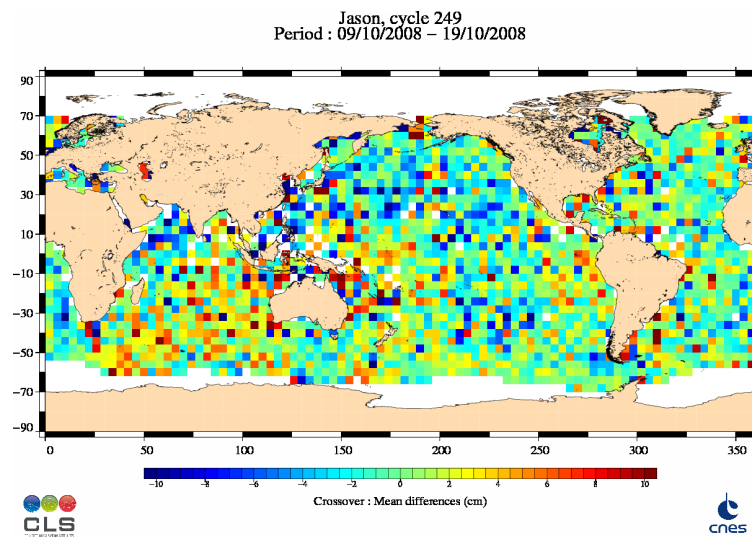 Jason, cycle 249
Period : 09/10/2008 − 19/10/2008
90
70
50
30
10
−10
−30
−50
−70
−90
0 50 100 150 200 250 300 350
−10 −8 −6 −4 −2 0 2 4 6 8 10
Crossover : Mean differences (cm)
CLS
cnes